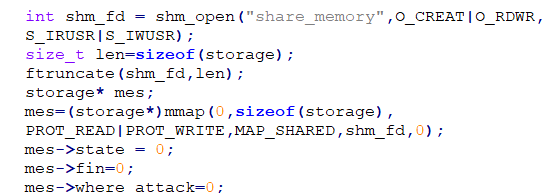 int shm_fd = shm_open("share_memory",O_CREAT|O_RDWR,
S_IRUSR|S_IWUSR);
size_t len=sizeof(storage);
ftruncate(shm_fd,len);
storage* mes;
mes=(storage*)mmap(0,sizeof(storage),
PROT_READ|PROT_WRITE,MAP_SHARED,shm_fd,0);
mes->state = 0;
mes->fin=0;
mes->where_attack=0;